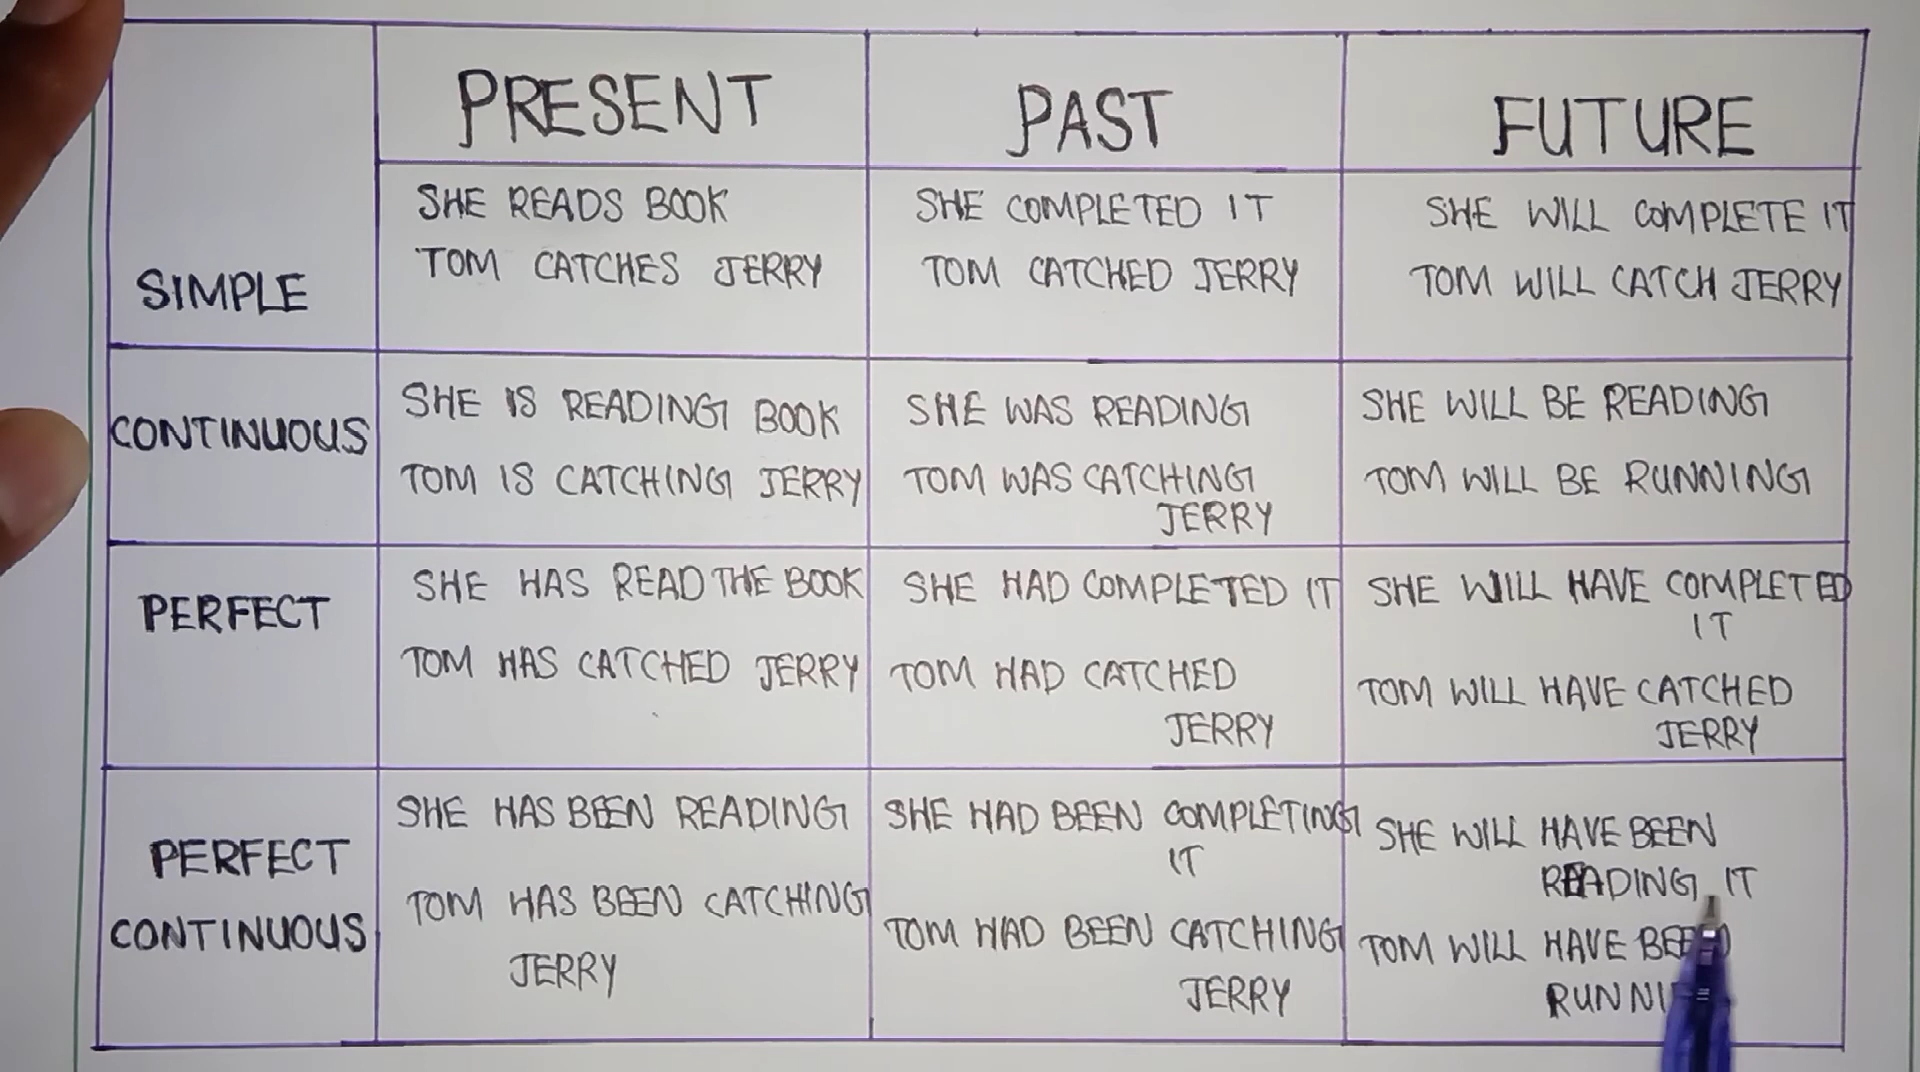 PRESENT PAST FUTURE
SIMPLE
SHE READS BOOK
TOM CATCHES JERRY
SHE COMPLETED IT
TOM CATCHED JERRY
SHE WILL COMPLETE IT
TOM WILL CATCH JERRY
CONTINUOUS
SHE IS READING BOOK
TOM IS CATCHING JERRY
SHE WAS READING
TOM WAS CATCHING
JERRY
SHE WILL BE READING
TOM WILL BE RUNNING
PERFECT
SHE HAS READ THE BOOK
TOM HAS CATCHED JERRY
SHE HAD COMPLETED IT
TOM HAD CATCHED
JERRY
SHE WILL HAVE COMPLETED
IT
TOM WILL HAVE CATCHED
JERRY
PERFECT
CONTINUOUS
SHE HAS BEEN READING
TOM HAS BEEN CATCHING
JERRY
SHE HAD BEEN COMPLETING
IT
TOM HAD BEEN CATCHING
JERRY
SHE WILL HAVE BEEN
READING IT
TOM WILL HAVE